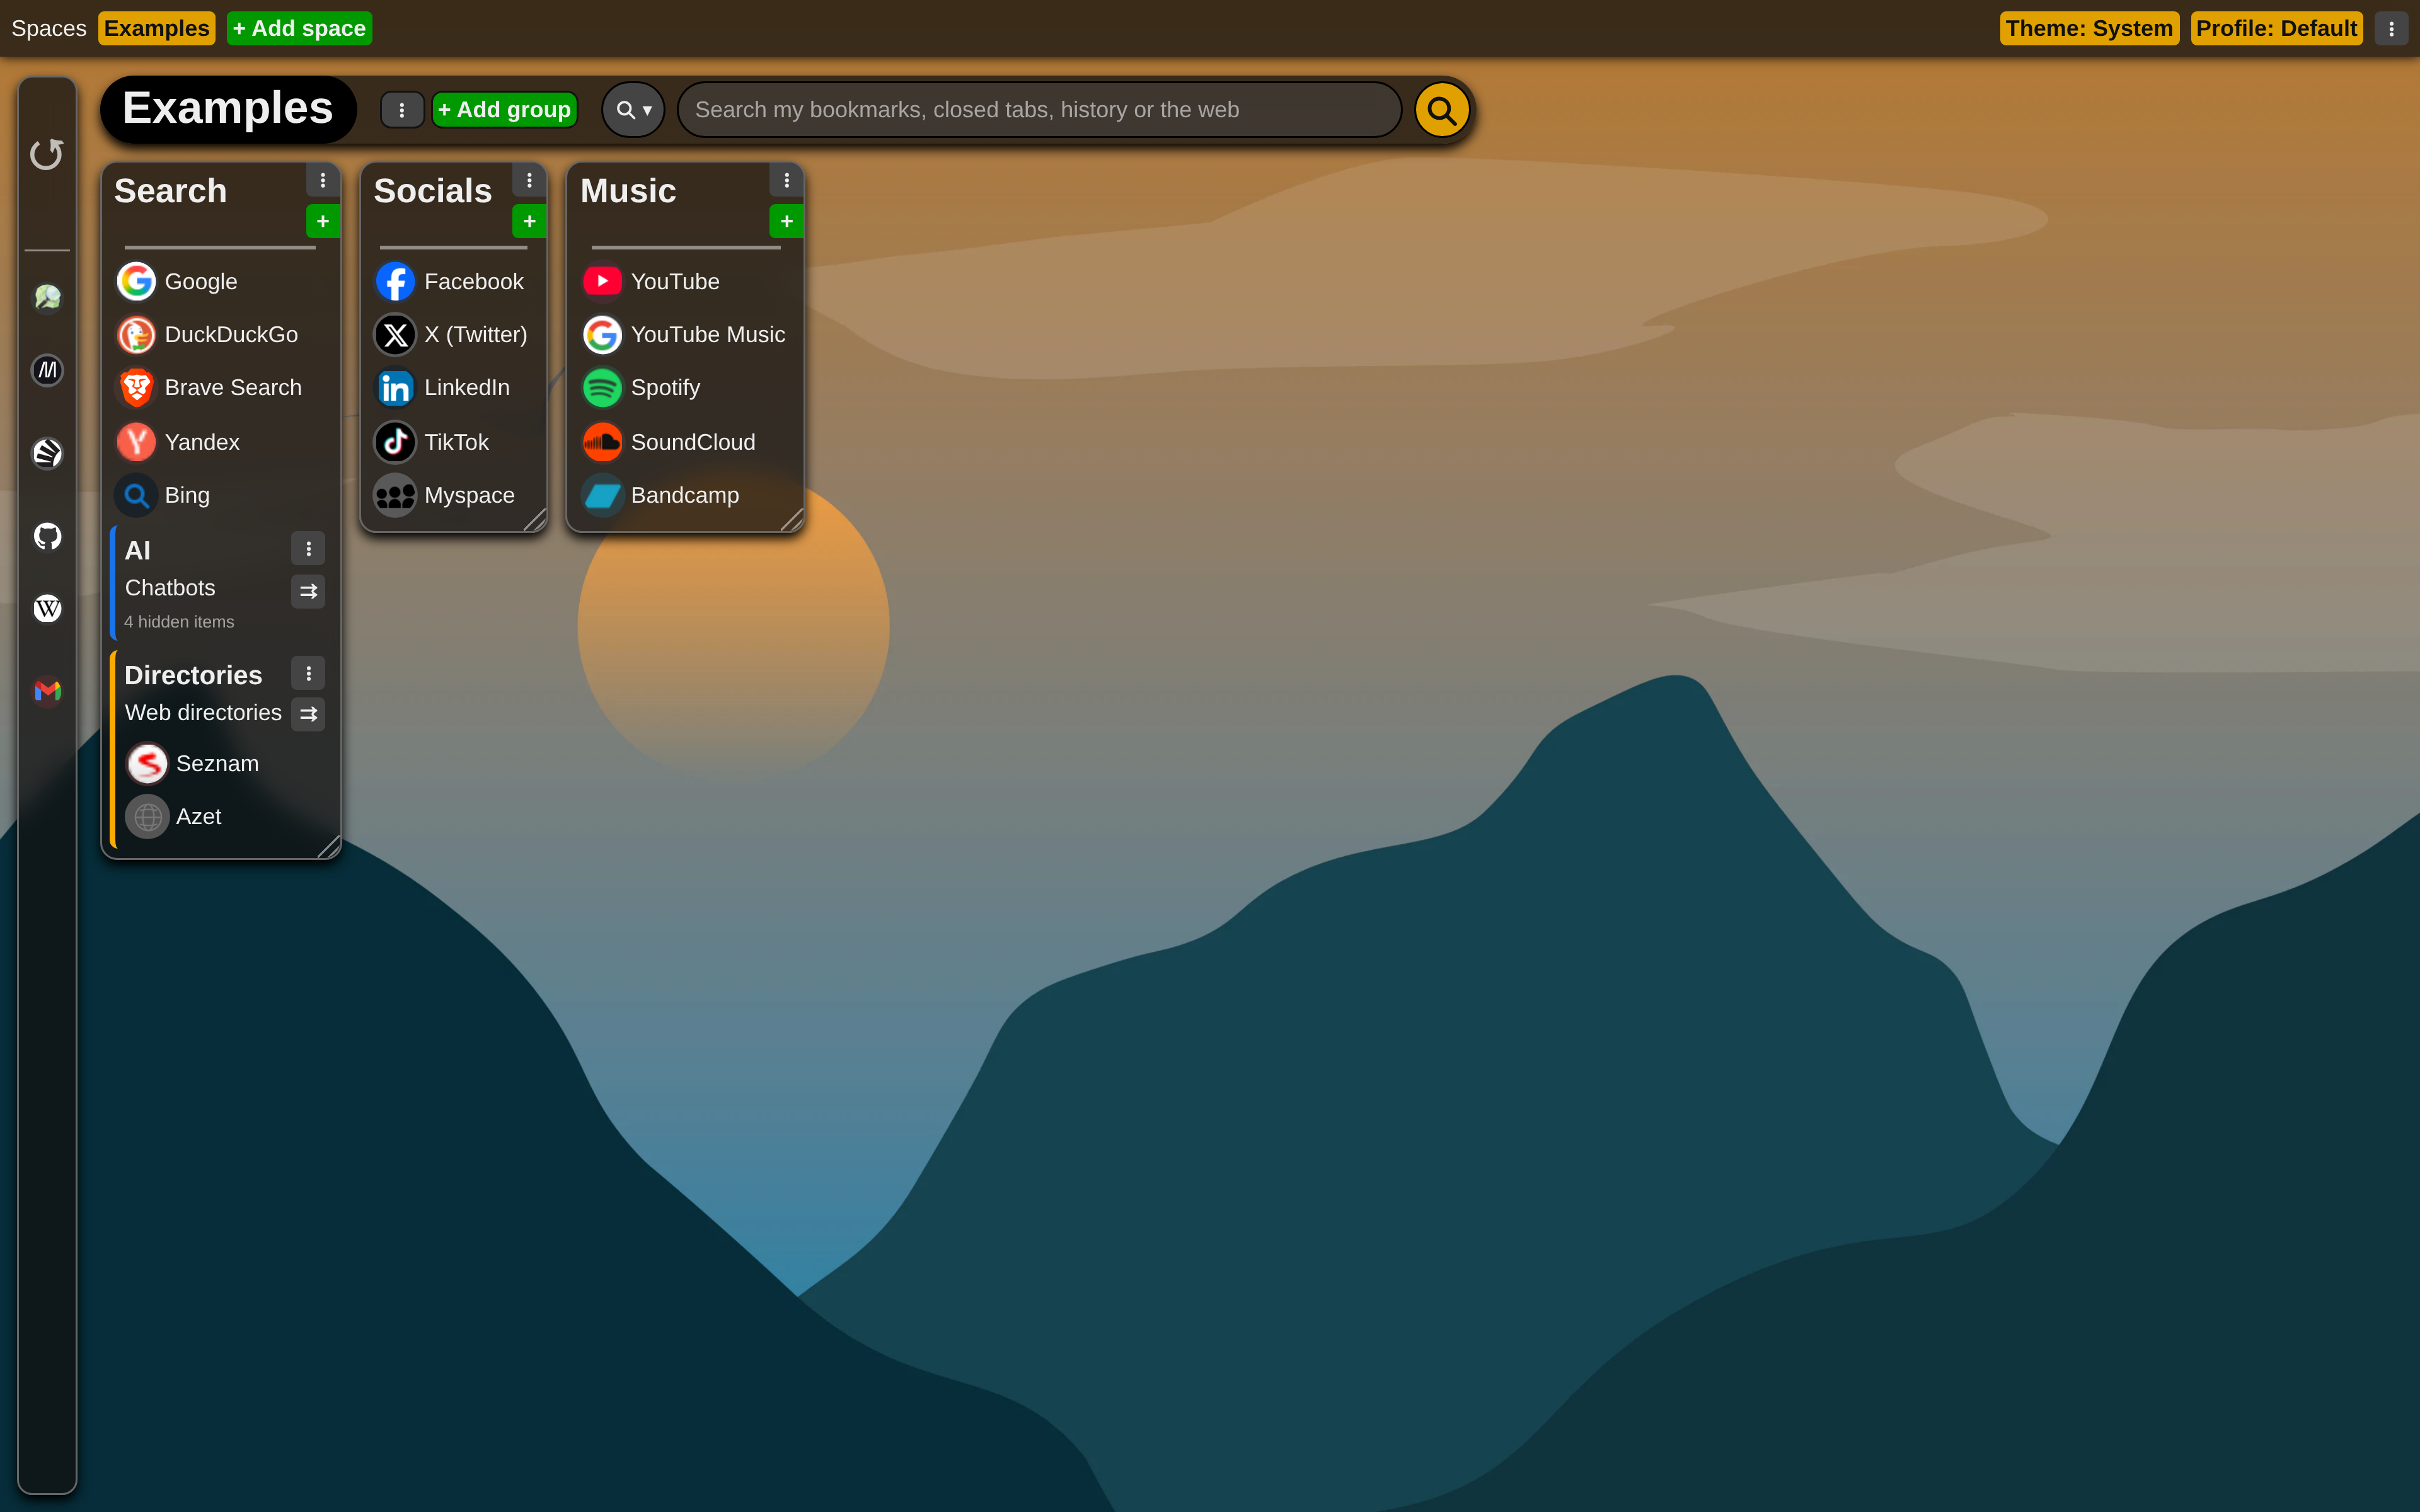 Spaces Examples + Add space Theme: System Profile: Default
Examples + Add group Search my bookmarks, closed tabs, history or the web
Search
+
Google
DuckDuckGo
Brave Search
Yandex
Bing
AI
Chatbots
4 hidden items
Directories
Web directories
Seznam
Azet
Socials
+
Facebook
X (Twitter)
LinkedIn
TikTok
Myspace
Music
+
YouTube
YouTube Music
Spotify
SoundCloud
Bandcamp